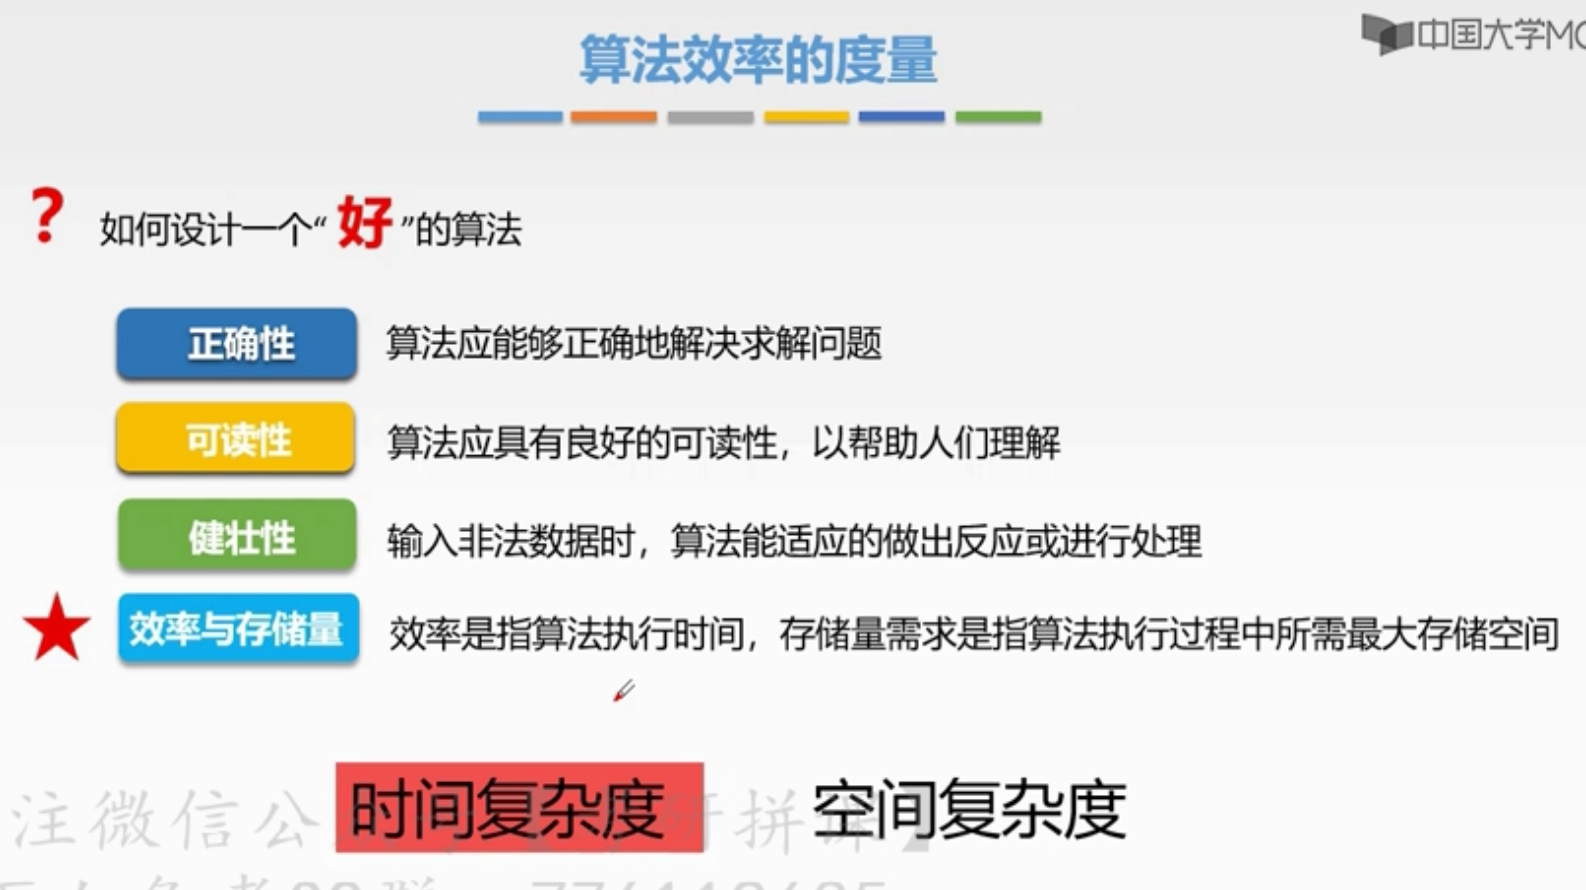 算法效率的度量
中国大学MO
? 如何设计一个“好”的算法
正确性 算法应能够正确地解决求解问题
可读性 算法应具有良好的可读性，以帮助人们理解
健壮性 输入非法数据时，算法能适应的做出反应或进行处理
效率与存储量 效率是指算法执行时间，存储量需求是指算法执行过程中所需最大存储空间
时间复杂度 空间复杂度
注微信公 研拼课】